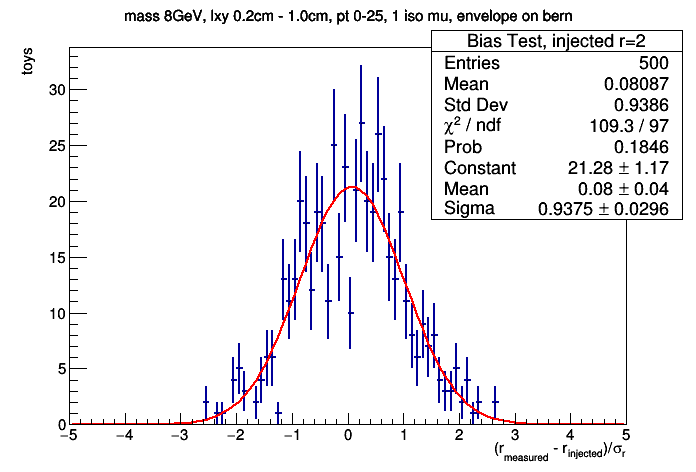 mass 8GeV, lxy 0.2cm - 1.0cm, pt 0-25, 1 iso mu, envelope on bern
toys
Bias Test, injected r=2
Entries 500
Mean 0.08087
Std Dev 0.9386
χ² / ndf 109.3 / 97
Prob 0.1846
Constant 21.28 ± 1.17
Mean 0.08 ± 0.04
Sigma 0.9375 ± 0.0296
30
25
20
15
10
5
0
−5 −4 −3 −2 −1 0 1 2 3 4 5
(r_measured - r_injected)/σ_r